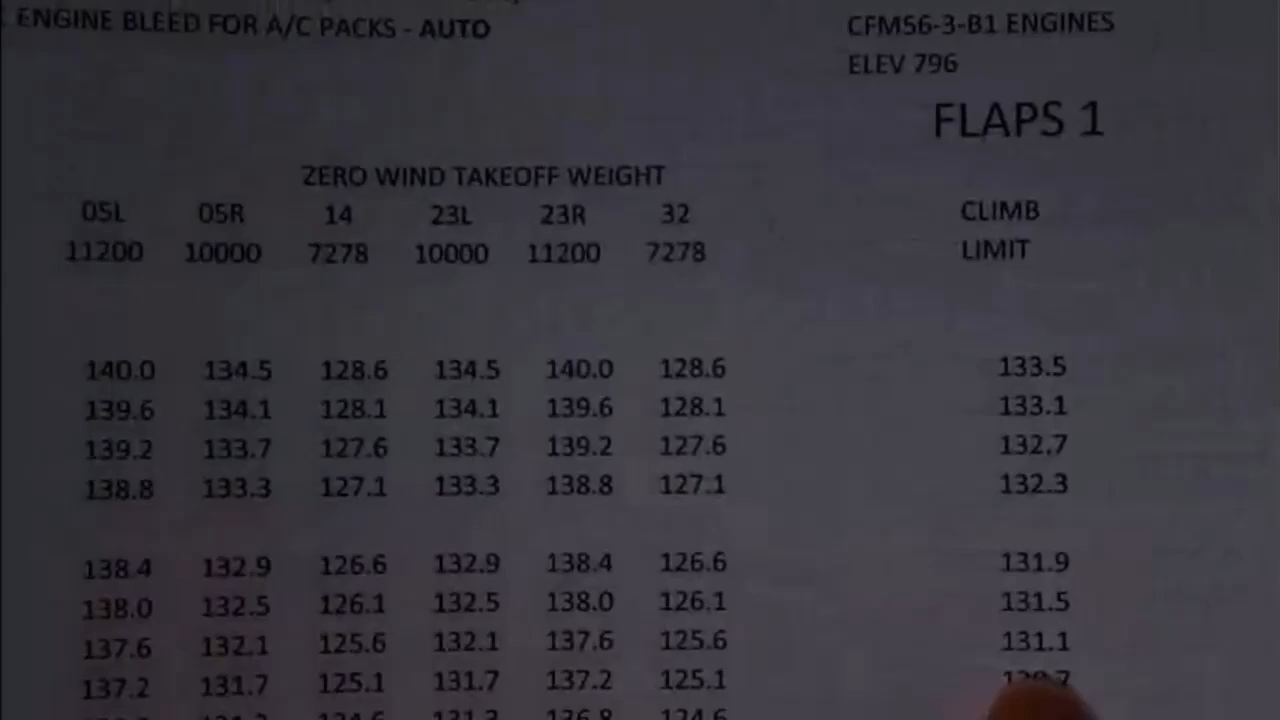 ENGINE BLEED FOR A/C PACKS - AUTO
CFM56-3-B1 ENGINES
ELEV 796
FLAPS 1
ZERO WIND TAKEOFF WEIGHT
05L 05R 14 23L 23R 32 CLIMB
11200 10000 7278 10000 11200 7278 LIMIT
140.0 134.5 128.6 134.5 140.0 128.6 133.5
139.6 134.1 128.1 134.1 139.6 128.1 133.1
139.2 133.7 127.6 133.7 139.2 127.6 132.7
138.8 133.3 127.1 133.3 138.8 127.1 132.3
138.4 132.9 126.6 132.9 138.4 126.6 131.9
138.0 132.5 126.1 132.5 138.0 126.1 131.5
137.6 132.1 125.6 132.1 137.6 125.6 131.1
137.2 131.7 125.1 131.7 137.2 125.1